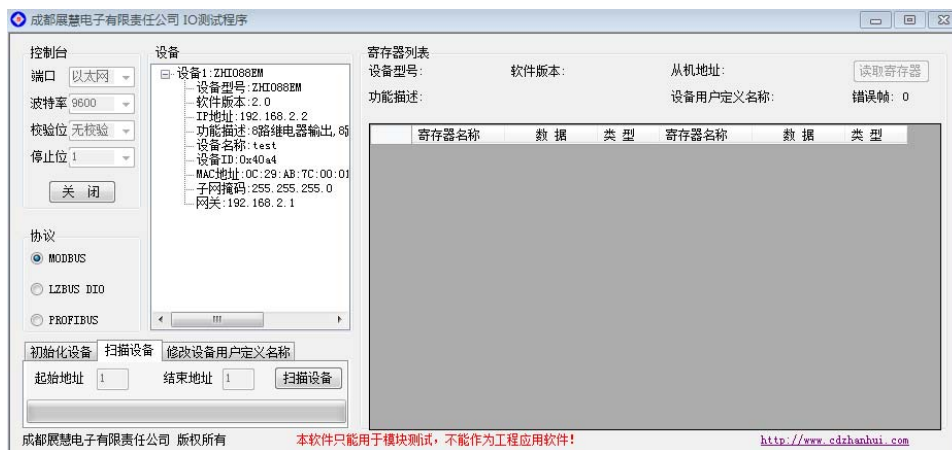 成都展慧电子有限责任公司 IO测试程序
控制台
端口 以太网
波特率 9600
校验位 无校验
停止位 1
关 闭
协议
MODBUS
LZBUS DIO
PROFIBUS
设备
设备1:ZHIO88EM
设备型号:ZHIO88EM
软件版本:2.0
IP地址:192.168.2.2
功能描述:8路继电器输出,8路
设备名称:test
设备ID:0x40a4
MAC地址:0C:29:AB:7C:00:01
子网掩码:255.255.255.0
网关:192.168.2.1
寄存器列表
设备型号: 软件版本: 从机地址: 读取寄存器
功能描述: 设备用户定义名称: 错误帧: 0
寄存器名称 数 据 类 型 寄存器名称 数 据 类 型
初始化设备 扫描设备 修改设备用户定义名称
起始地址 1 结束地址 1 扫描设备
成都展慧电子有限责任公司 版权所有 本软件只能用于模块测试，不能作为工程应用软件! http://www.cdzhanhui.com